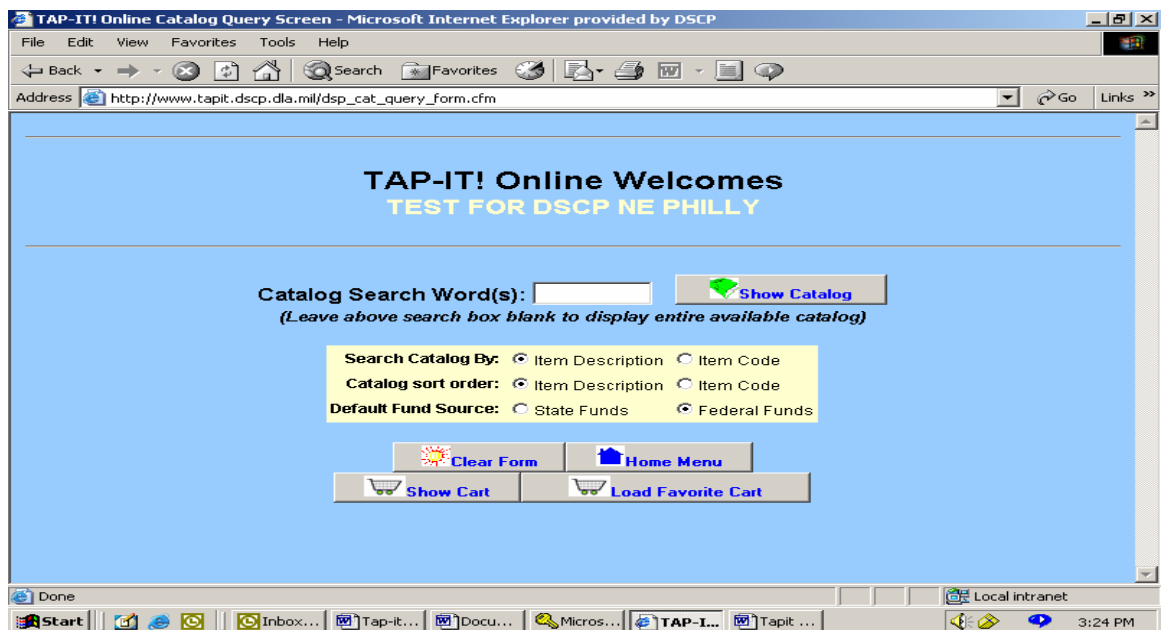 TAP-IT! Online Catalog Query Screen - Microsoft Internet Explorer provided by DSCP
File Edit View Favorites Tools Help
Back Search Favorites
Address http://www.tapit.dscp.dla.mil/dsp_cat_query_form.cfm Go Links »
TAP-IT! Online Welcomes
TEST FOR DSCP NE PHILLY
Catalog Search Word(s): Show Catalog
(Leave above search box blank to display entire available catalog)
Search Catalog By: Item Description Item Code
Catalog sort order: Item Description Item Code
Default Fund Source: State Funds Federal Funds
Clear Form Home Menu
Show Cart Load Favorite Cart
Done Local intranet
Start Inbox... Tap-it... Docu... Micros... TAP-I... Tapit ... 3:24 PM